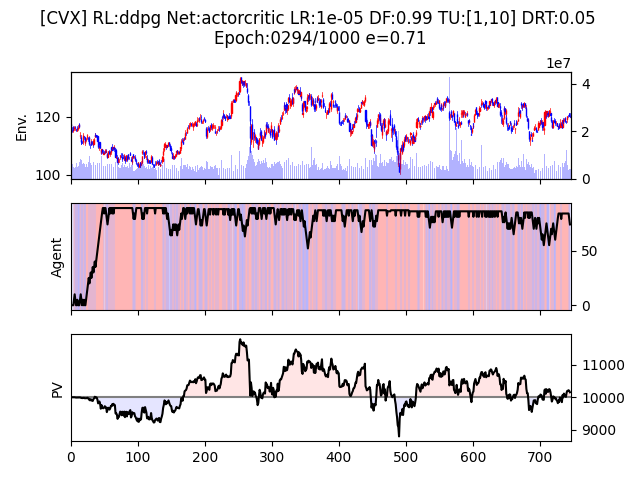 [CVX] RL:ddpg Net:actorcritic LR:1e-05 DF:0.99 TU:[1,10] DRT:0.05
Epoch:0294/1000 e=0.71
1e7
Env.
120
100
4
2
0
Agent
50
0
PV
11000
10000
9000
0 100 200 300 400 500 600 700